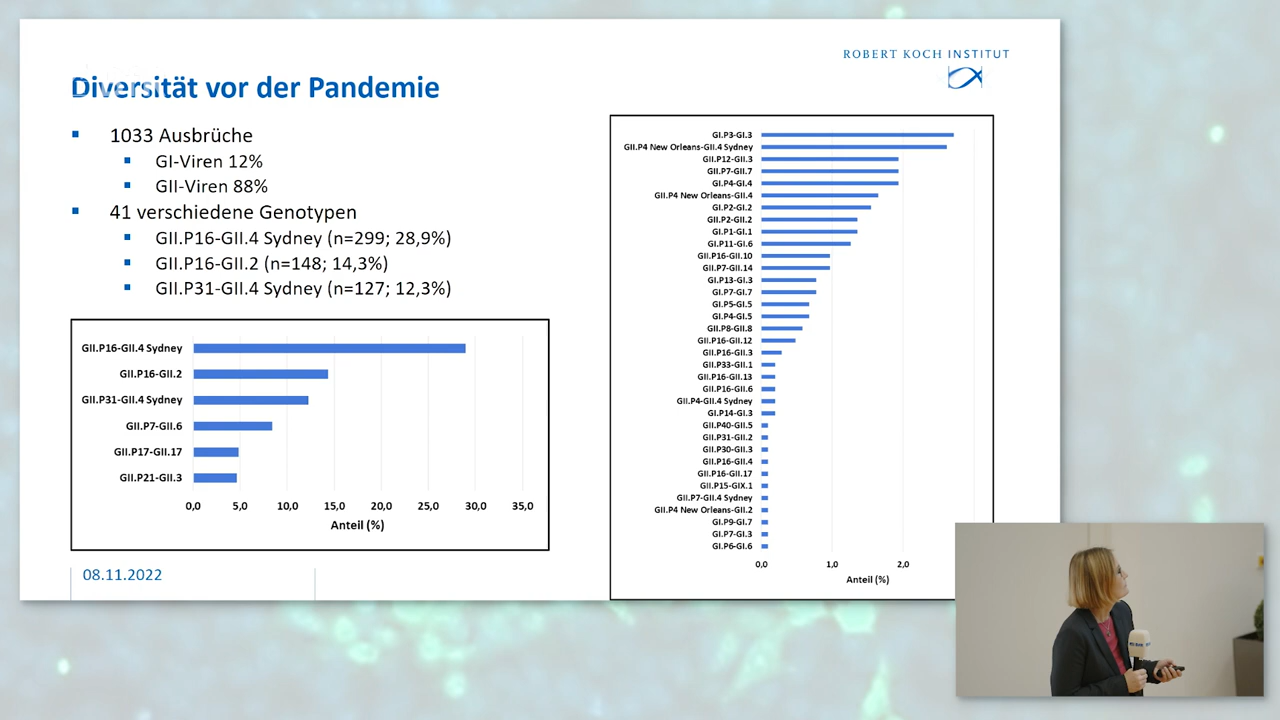 ROBERT KOCH INSTITUT
Diversität vor der Pandemie
1033 Ausbrüche
GI-Viren 12%
GII-Viren 88%
41 verschiedene Genotypen
GII.P16-GII.4 Sydney (n=299; 28,9%)
GII.P16-GII.2 (n=148; 14,3%)
GII.P31-GII.4 Sydney (n=127; 12,3%)
GII.P16-GII.4 Sydney
GII.P16-GII.2
GII.P31-GII.4 Sydney
GII.P7-GII.6
GII.P17-GII.17
GII.P21-GII.3
0,0 5,0 10,0 15,0 20,0 25,0 30,0 35,0
Anteil (%)
GI.P3-GI.3
GII.P4 New Orleans-GII.4 Sydney
GII.P12-GII.3
GII.P7-GII.7
GI.P4-GI.4
GII.P4 New Orleans-GII.4
GI.P2-GI.2
GII.P2-GII.2
GI.P1-GI.1
GI.P11-GI.6
GII.P16-GII.10
GII.P7-GII.14
GI.P13-GI.3
GI.P7-GI.7
GI.P5-GI.5
GI.P4-GI.5
GII.P8-GII.8
GII.P16-GII.12
GII.P16-GII.3
GII.P33-GII.1
GII.P16-GII.13
GII.P16-GII.6
GII.P4-GII.4 Sydney
GI.P14-GI.3
GII.P40-GII.5
GII.P31-GII.2
GII.P30-GII.3
GII.P16-GII.4
GII.P16-GII.17
GII.P15-GIX.1
GII.P7-GII.4 Sydney
GII.P4 New Orleans-GII.2
GI.P9-GI.7
GI.P7-GI.3
GI.P6-GI.6
0,0 1,0 2,0
Anteil (%)
08.11.2022